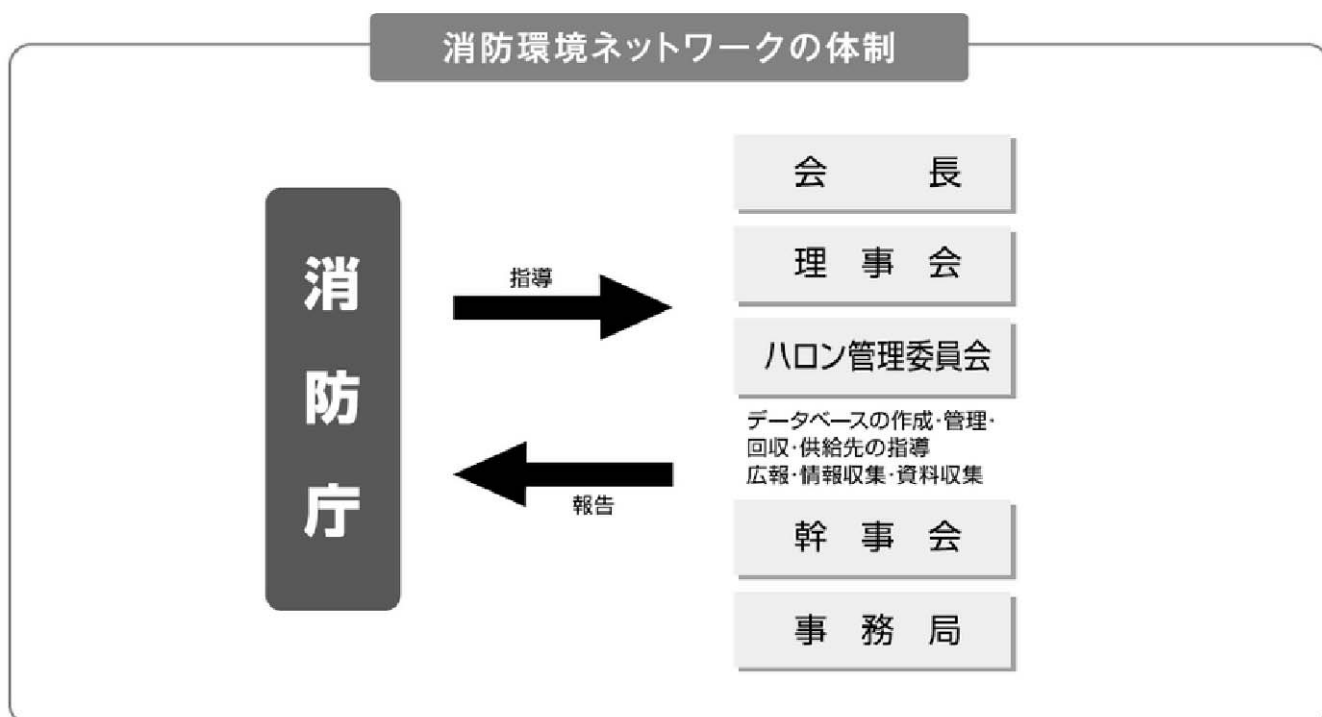 消防環境ネットワークの体制
消防庁
指導
報告
会長
理事会
ハロン管理委員会
データベースの作成・管理・
回収・供給先の指導
広報・情報収集・資料収集
幹事会
事務局